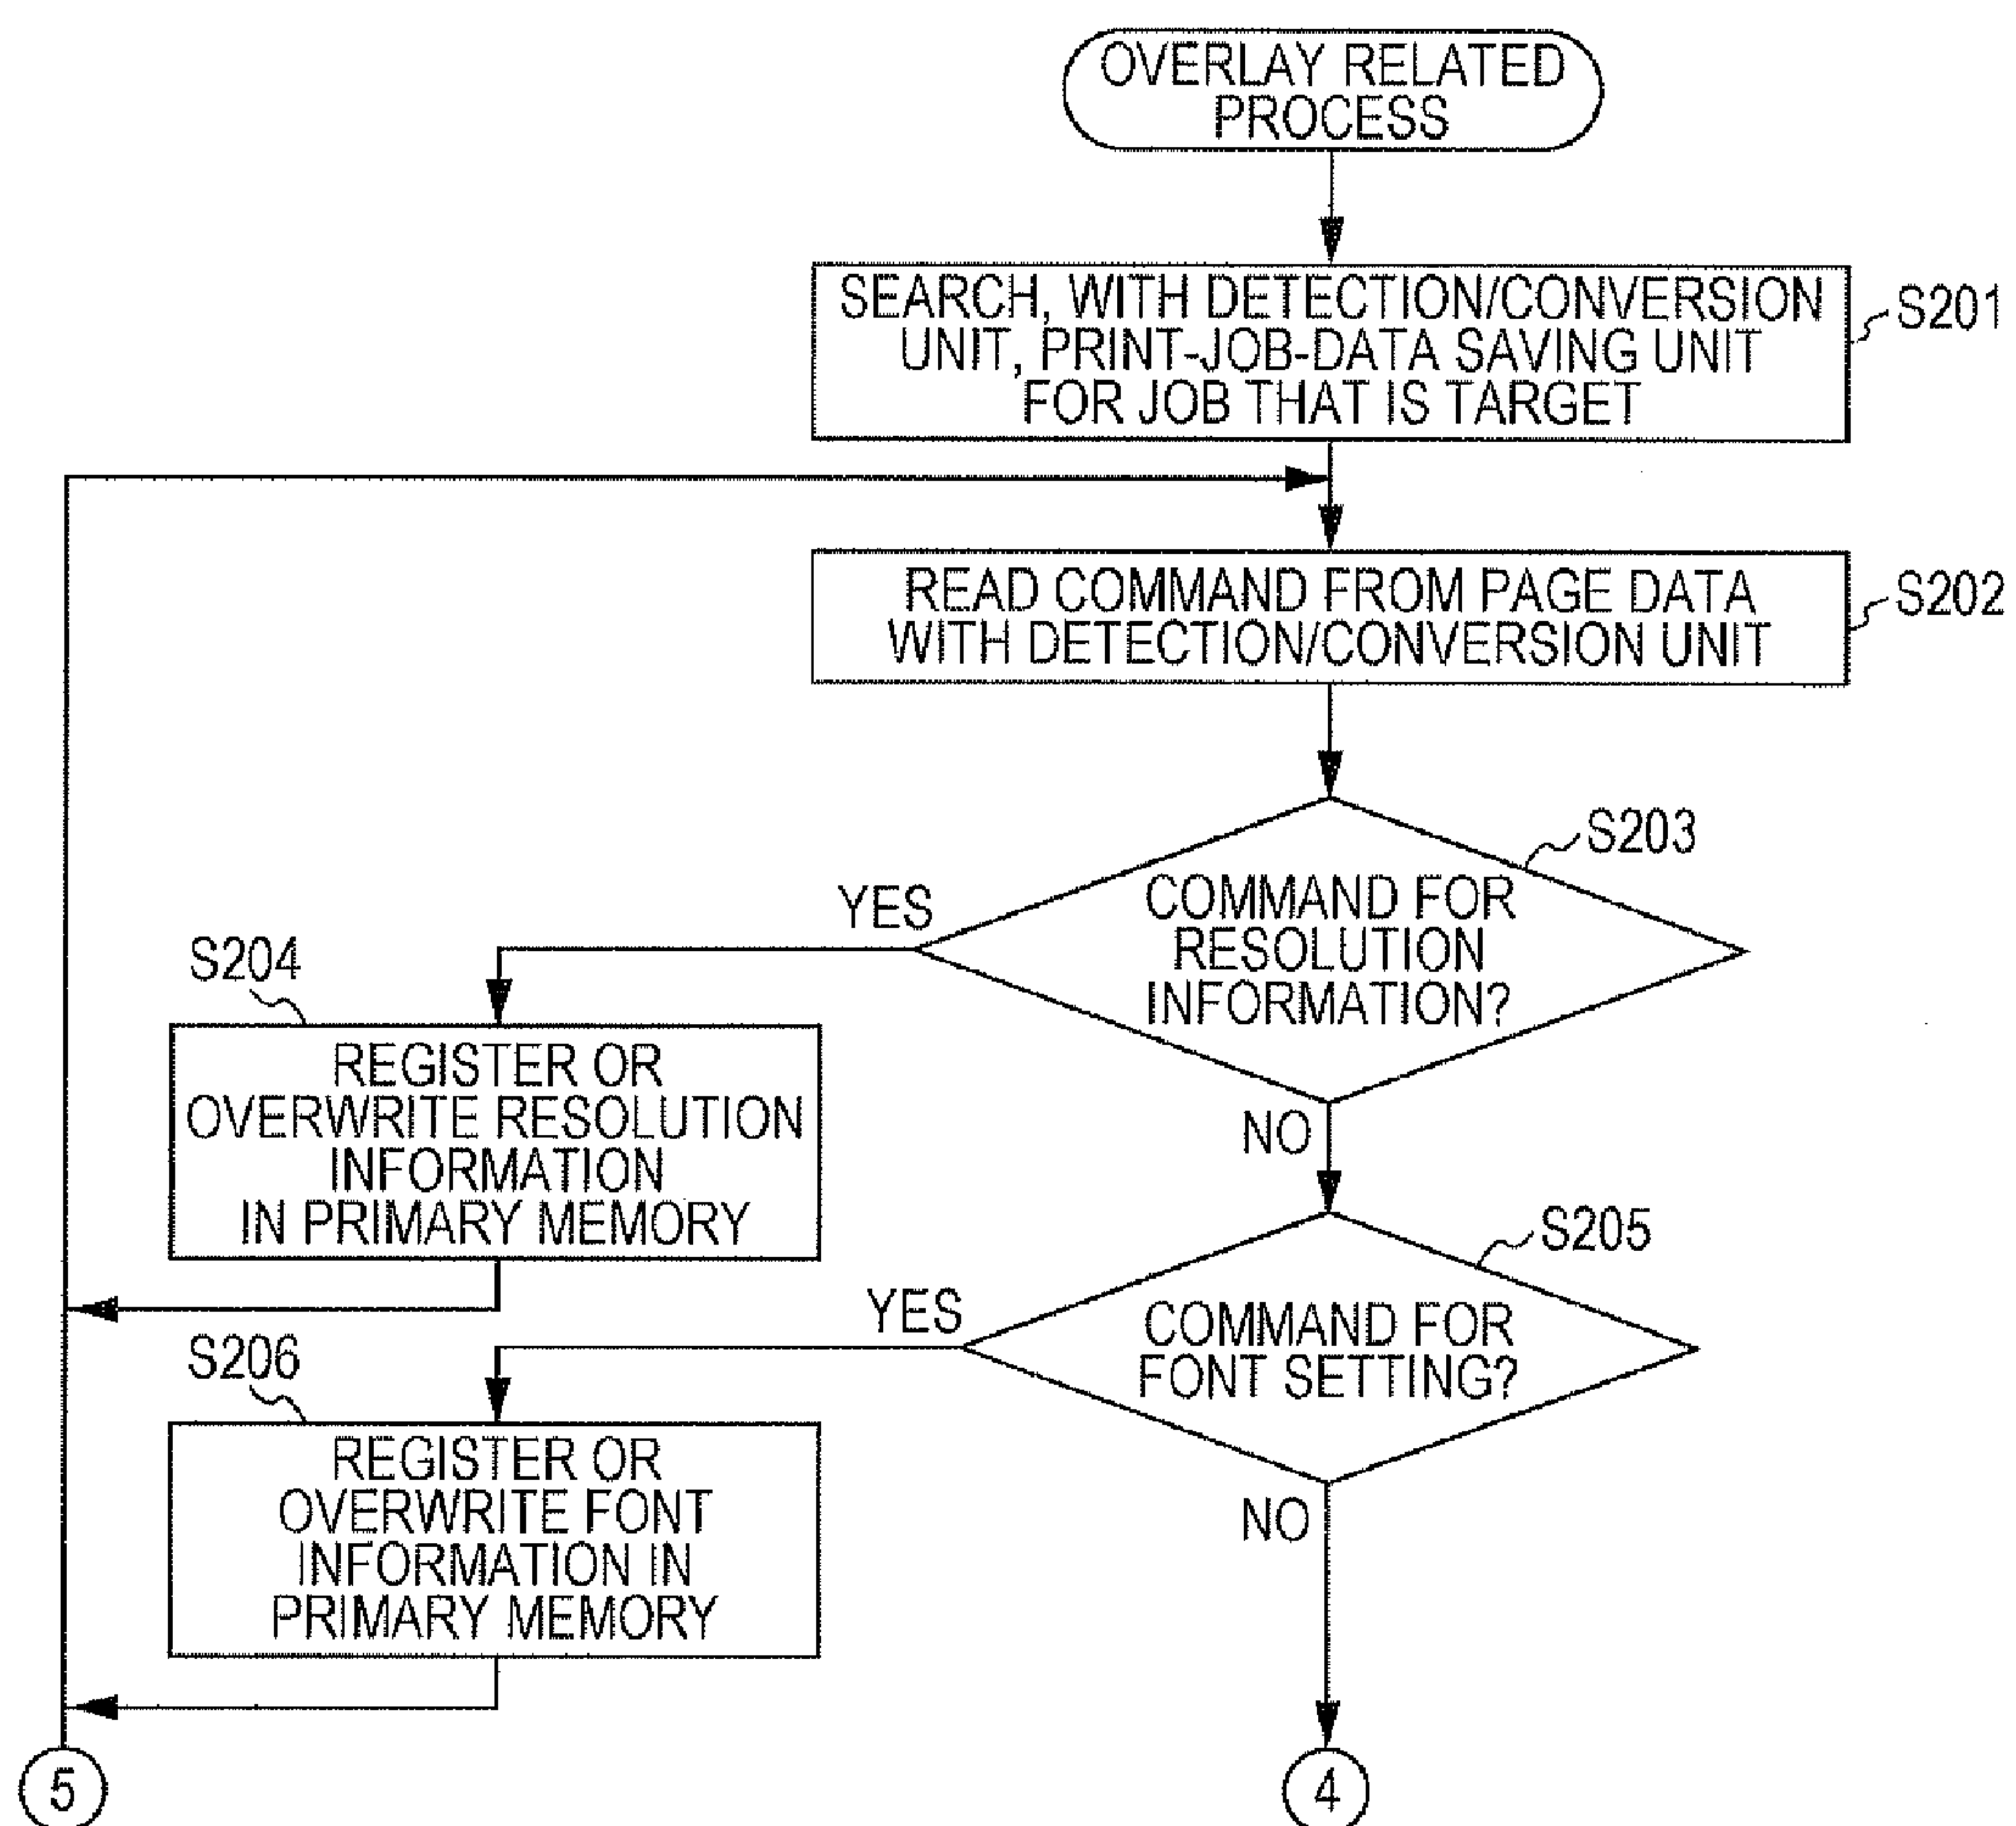 OVERLAY RELATED
PROCESS
SEARCH, WITH DETECTION/CONVERSION
UNIT, PRINT-JOB-DATA SAVING UNIT
FOR JOB THAT IS TARGET
S201
READ COMMAND FROM PAGE DATA
WITH DETECTION/CONVERSION UNIT
S202
S203
COMMAND FOR
RESOLUTION
INFORMATION?
YES
NO
S204
REGISTER OR
OVERWRITE RESOLUTION
INFORMATION
IN PRIMARY MEMORY
S205
COMMAND FOR
FONT SETTING?
YES
NO
S206
REGISTER OR
OVERWRITE FONT
INFORMATION IN
PRIMARY MEMORY
5
4